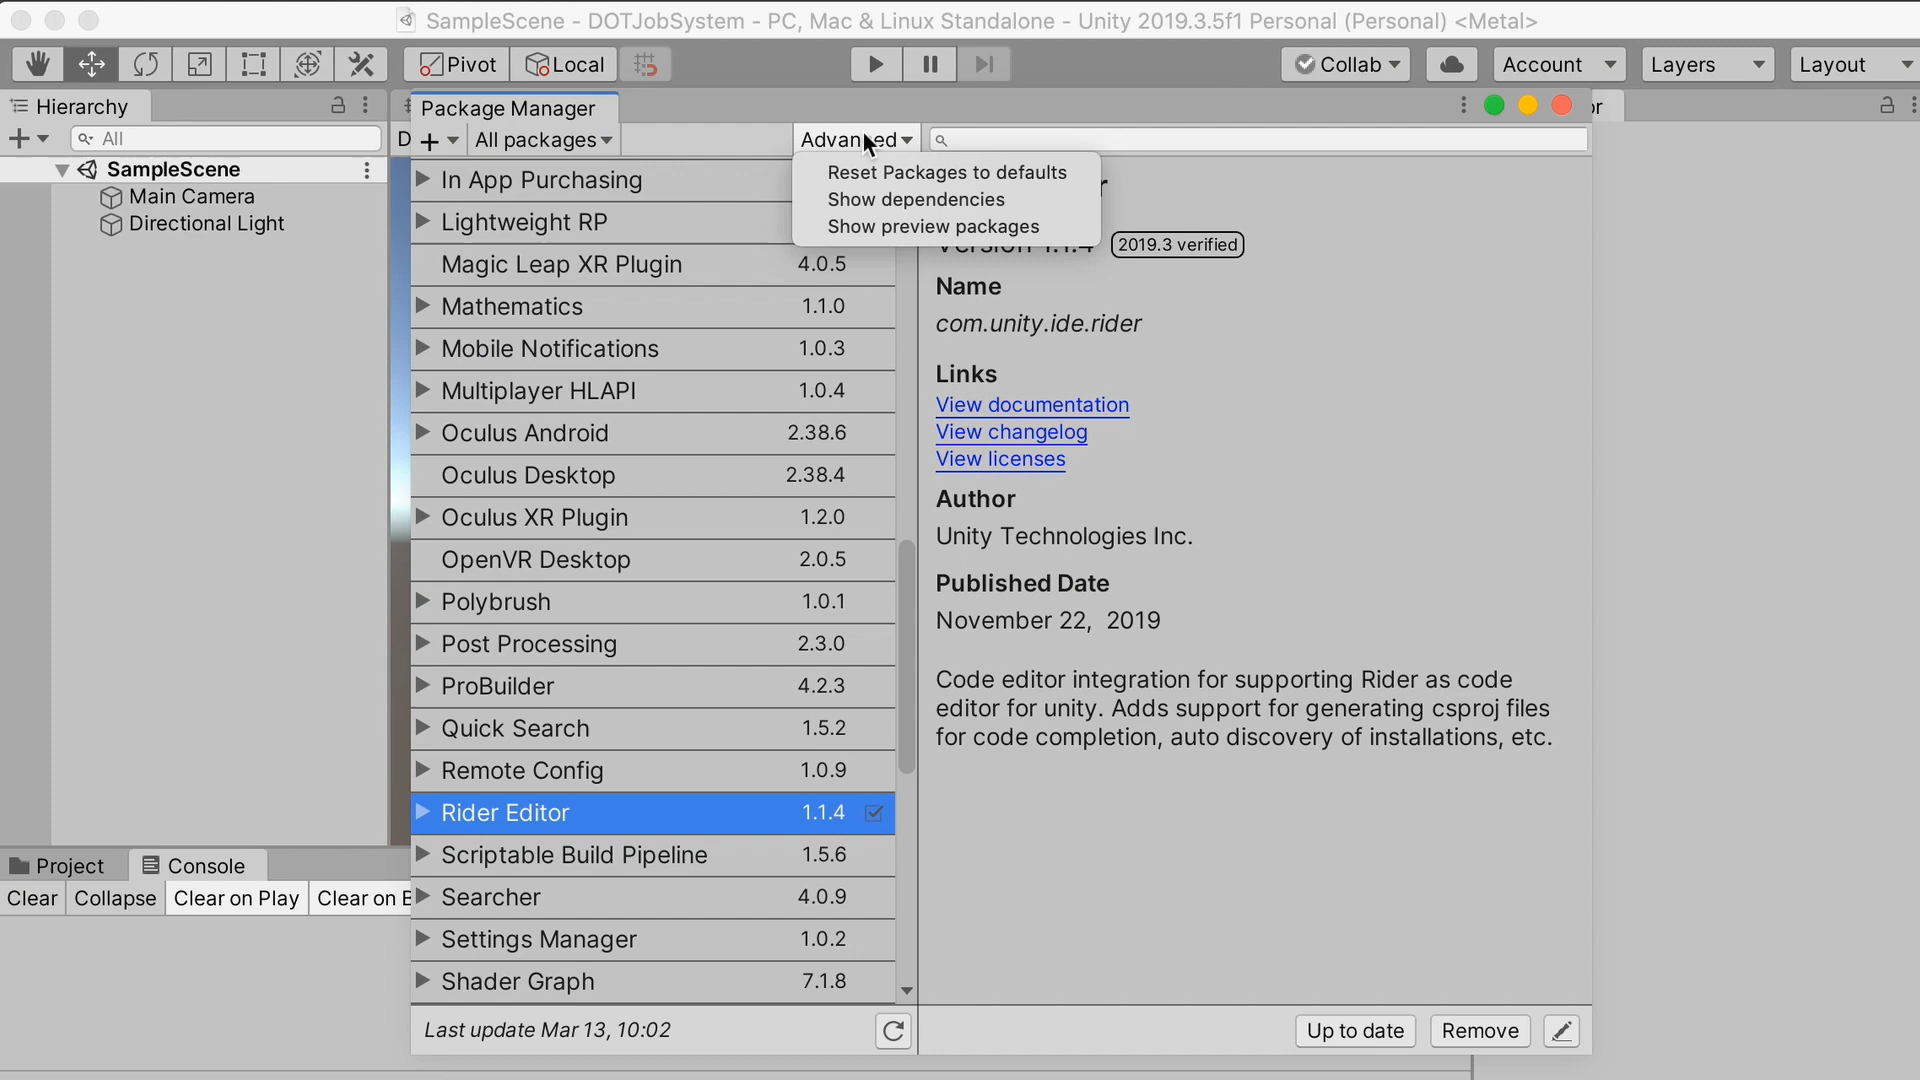 SampleScene - DOTJobSystem - PC, Mac & Linux Standalone - Unity 2019.3.5f1 Personal (Personal) <Metal>
Pivot
Local
Collab
Account
Layers
Layout
Hierarchy
All
SampleScene
Main Camera
Directional Light
Package Manager
All packages
Advanced
Reset Packages to defaults
Show dependencies
Show preview packages
In App Purchasing
Lightweight RP
Magic Leap XR Plugin 4.0.5
Mathematics 1.1.0
Mobile Notifications 1.0.3
Multiplayer HLAPI 1.0.4
Oculus Android 2.38.6
Oculus Desktop 2.38.4
Oculus XR Plugin 1.2.0
OpenVR Desktop 2.0.5
Polybrush 1.0.1
Post Processing 2.3.0
ProBuilder 4.2.3
Quick Search 1.5.2
Remote Config 1.0.9
Rider Editor 1.1.4
Scriptable Build Pipeline 1.5.6
Searcher 4.0.9
Settings Manager 1.0.2
Shader Graph 7.1.8
Last update Mar 13, 10:02
Version 1.1.4 2019.3 verified
Name
com.unity.ide.rider
Links
View documentation
View changelog
View licenses
Author
Unity Technologies Inc.
Published Date
November 22, 2019
Code editor integration for supporting Rider as code
editor for unity. Adds support for generating csproj files
for code completion, auto discovery of installations, etc.
Up to date
Remove
Project
Console
Clear
Collapse
Clear on Play
Clear on B